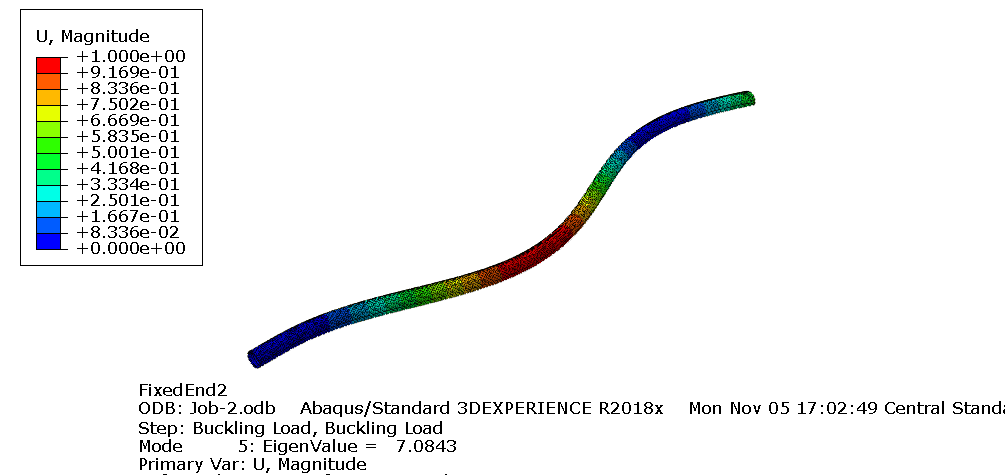 U, Magnitude
+1.000e+00
+9.169e-01
+8.336e-01
+7.502e-01
+6.669e-01
+5.835e-01
+5.001e-01
+4.168e-01
+3.334e-01
+2.501e-01
+1.667e-01
+8.336e-02
+0.000e+00
FixedEnd2
ODB: Job-2.odb Abaqus/Standard 3DEXPERIENCE R2018x Mon Nov 05 17:02:49 Central
Step: Buckling Load, Buckling Load
Mode 5: EigenValue = 7.0843
Primary Var: U, Magnitude